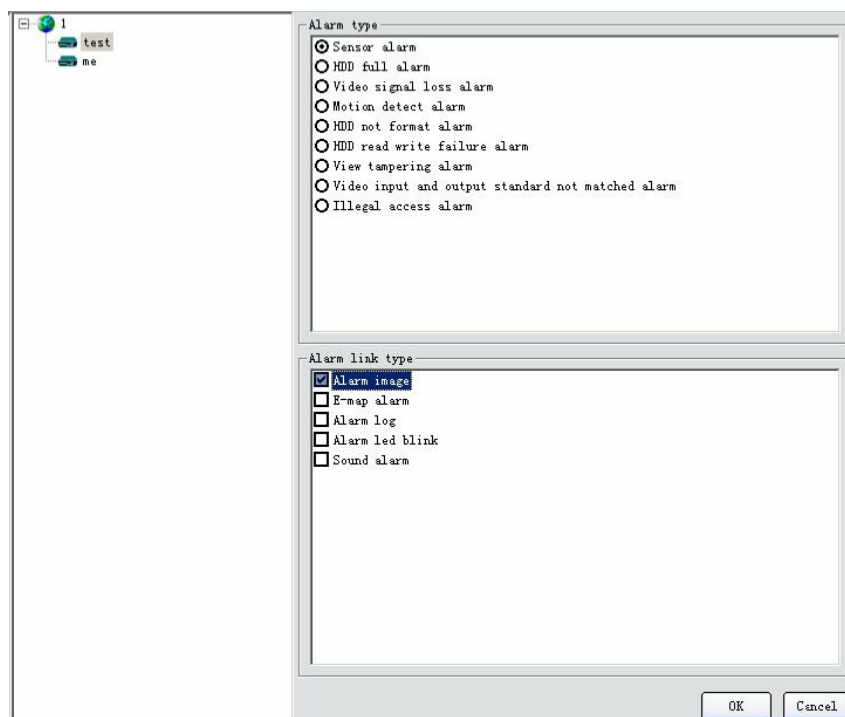 1
test
me
Alarm type
Sensor alarm
HDD full alarm
Video signal loss alarm
Motion detect alarm
HDD not format alarm
HDD read write failure alarm
View tampering alarm
Video input and output standard not matched alarm
Illegal access alarm
Alarm link type
Alarm image
E-map alarm
Alarm log
Alarm led blink
Sound alarm
OK Cancel